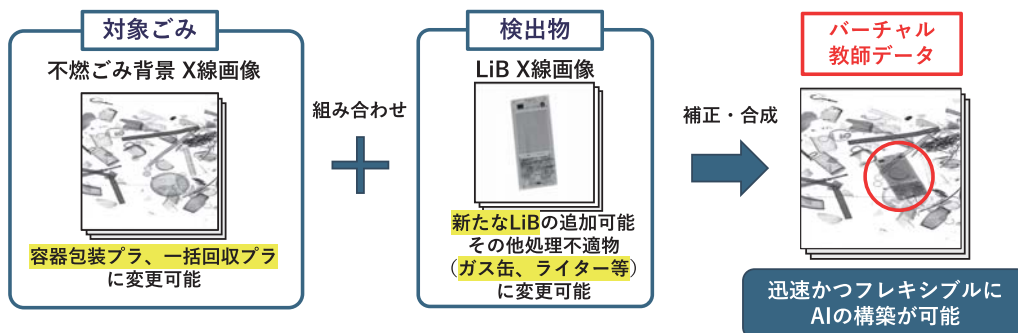 対象ごみ
不燃ごみ背景 X線画像
容器包装プラ、一括回収プラ
に変更可能
組み合わせ
検出物
LiB X線画像
新たなLiBの追加可能
その他処理不適物
（ガス缶、ライター等）
に変更可能
補正・合成
バーチャル
教師データ
迅速かつフレキシブルに
AIの構築が可能